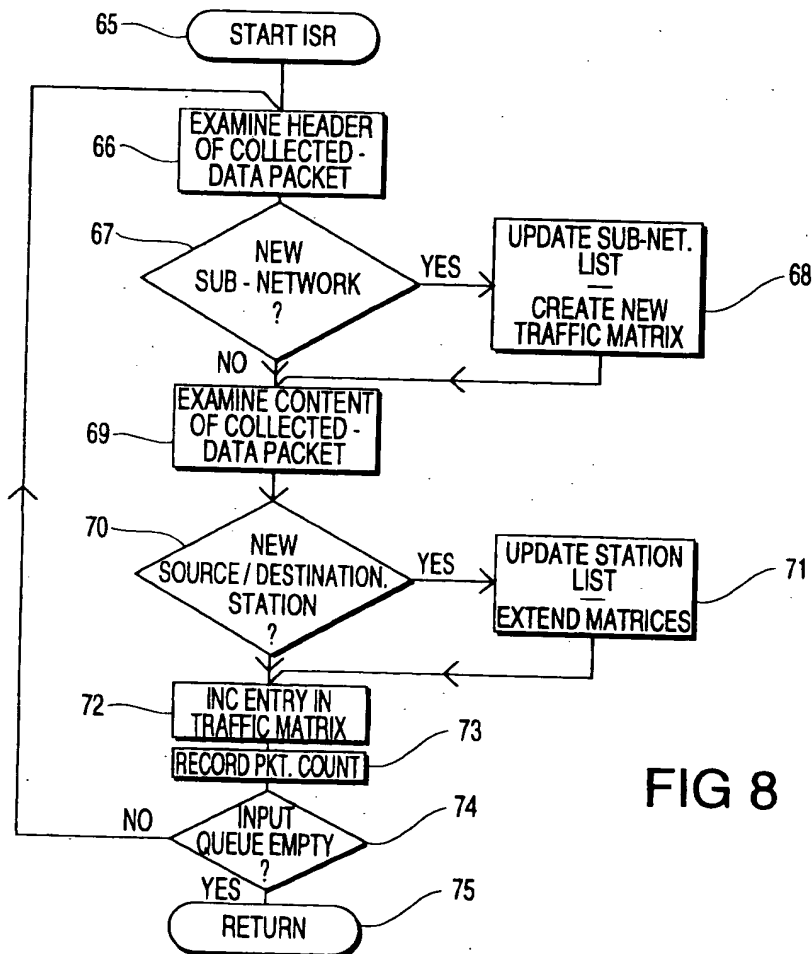 65
START ISR
66
EXAMINE HEADER
OF COLLECTED -
DATA PACKET
67
NEW
SUB - NETWORK
?
YES
UPDATE SUB-NET.
LIST
—
CREATE NEW
TRAFFIC MATRIX
68
NO
69
EXAMINE CONTENT
OF COLLECTED -
DATA PACKET
70
NEW
SOURCE / DESTINATION.
STATION
?
YES
UPDATE STATION
LIST
—
EXTEND MATRICES
71
72
INC ENTRY IN
TRAFFIC MATRIX
73
RECORD PKT. COUNT
NO
INPUT
QUEUE EMPTY
?
74
YES
RETURN
75
FIG 8